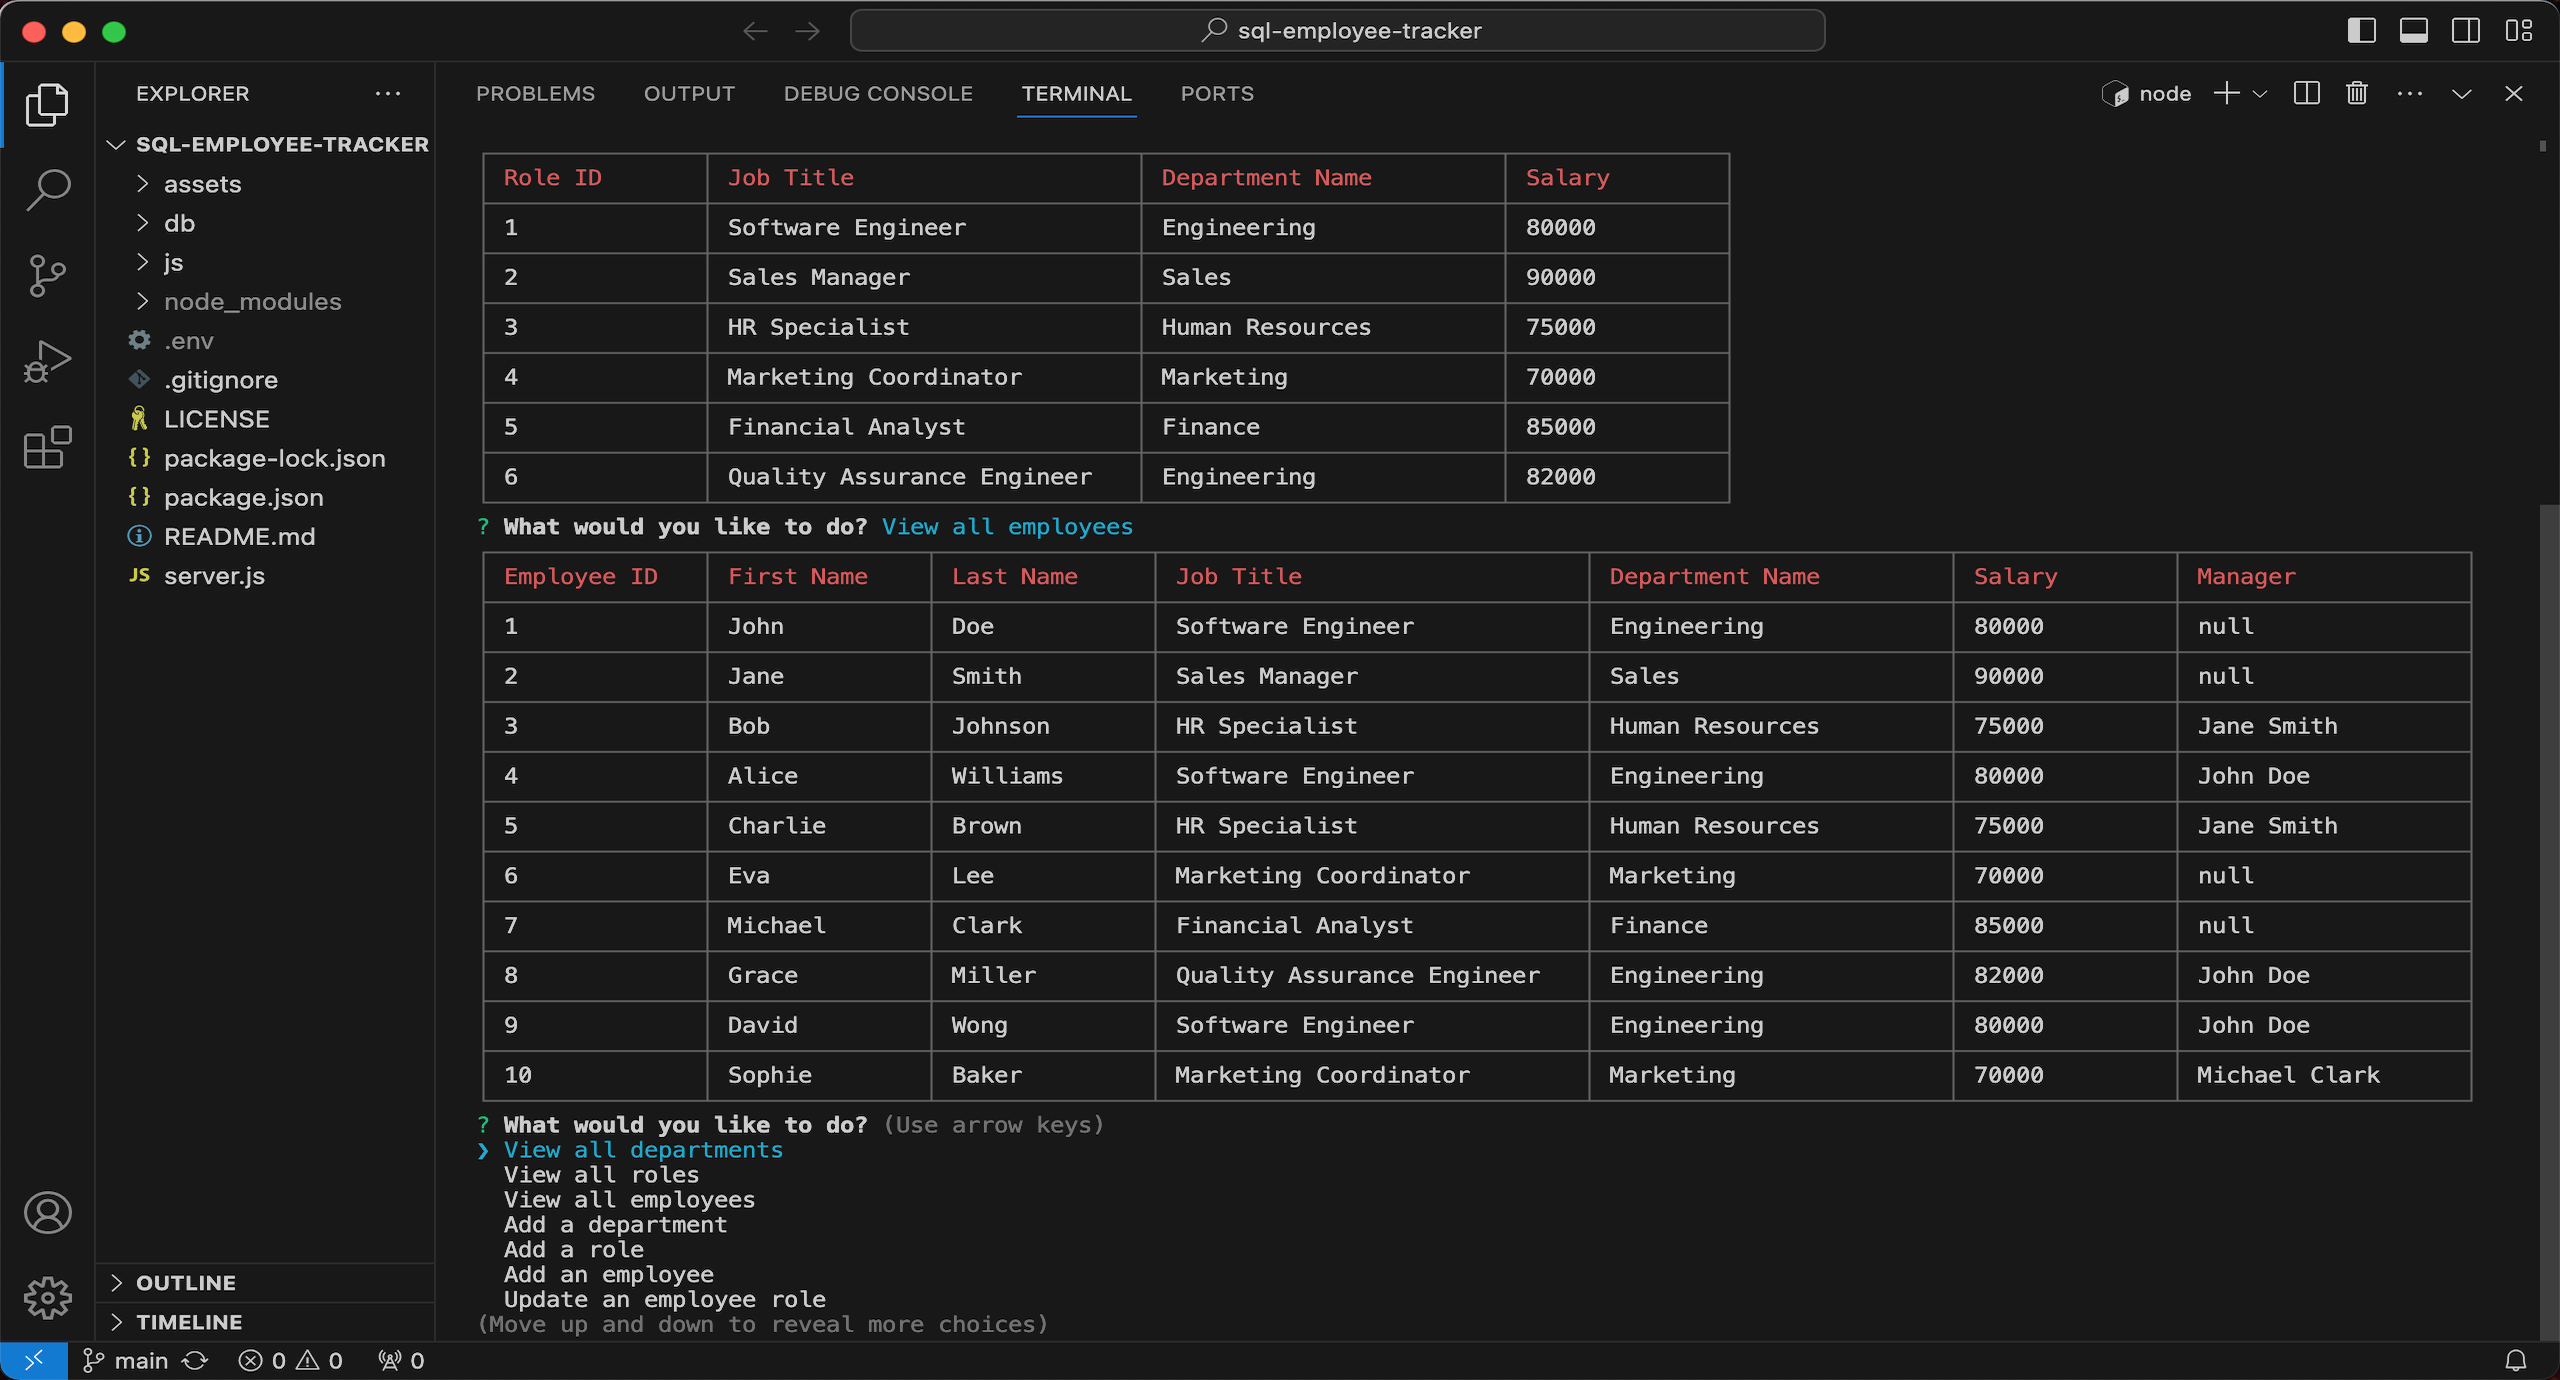 sql-employee-tracker
EXPLORER
SQL-EMPLOYEE-TRACKER
assets
db
js
node_modules
.env
.gitignore
LICENSE
package-lock.json
package.json
README.md
JS server.js
OUTLINE
TIMELINE
PROBLEMS OUTPUT DEBUG CONSOLE TERMINAL PORTS
node
Role ID Job Title Department Name Salary
1 Software Engineer Engineering 80000
2 Sales Manager Sales 90000
3 HR Specialist Human Resources 75000
4 Marketing Coordinator Marketing 70000
5 Financial Analyst Finance 85000
6 Quality Assurance Engineer Engineering 82000
? What would you like to do? View all employees
Employee ID First Name Last Name Job Title Department Name Salary Manager
1 John Doe Software Engineer Engineering 80000 null
2 Jane Smith Sales Manager Sales 90000 null
3 Bob Johnson HR Specialist Human Resources 75000 Jane Smith
4 Alice Williams Software Engineer Engineering 80000 John Doe
5 Charlie Brown HR Specialist Human Resources 75000 Jane Smith
6 Eva Lee Marketing Coordinator Marketing 70000 null
7 Michael Clark Financial Analyst Finance 85000 null
8 Grace Miller Quality Assurance Engineer Engineering 82000 John Doe
9 David Wong Software Engineer Engineering 80000 John Doe
10 Sophie Baker Marketing Coordinator Marketing 70000 Michael Clark
? What would you like to do? (Use arrow keys)
❯ View all departments
View all roles
View all employees
Add a department
Add a role
Add an employee
Update an employee role
(Move up and down to reveal more choices)
main 0 0 0